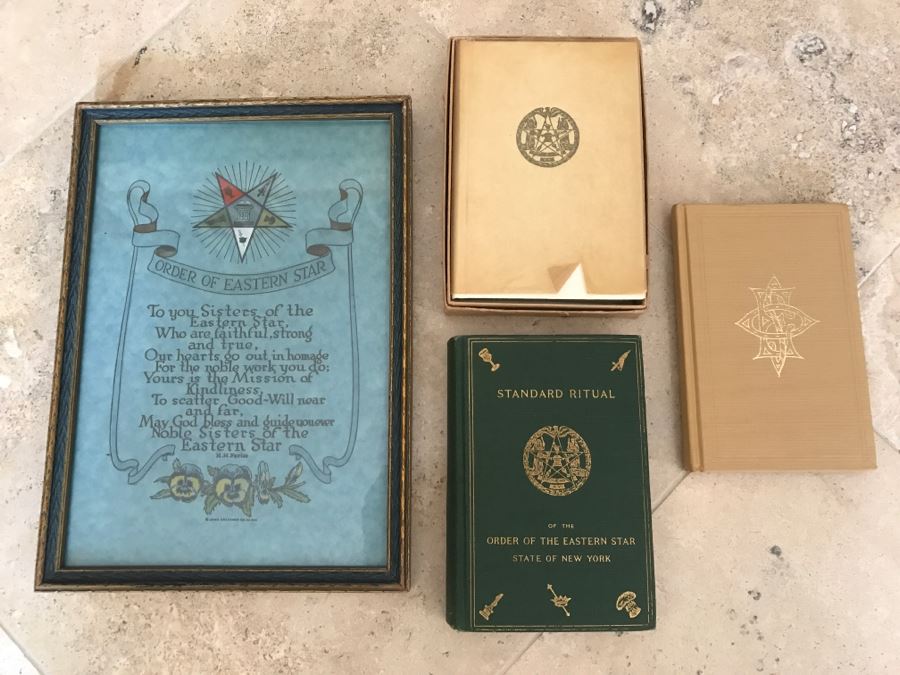 ORDER OF EASTERN STAR
To you Sisters of the
Eastern Star,
Who are faithful, strong
and true,
Our hearts go out in homage
For the noble work you do;
Yours is the Mission of
Kindliness,
To scatter Good-Will near
and far,
May God bless and guide you ever
Noble Sisters of the
Eastern Star
STANDARD RITUAL
OF THE
ORDER OF THE EASTERN STAR
STATE OF NEW YORK